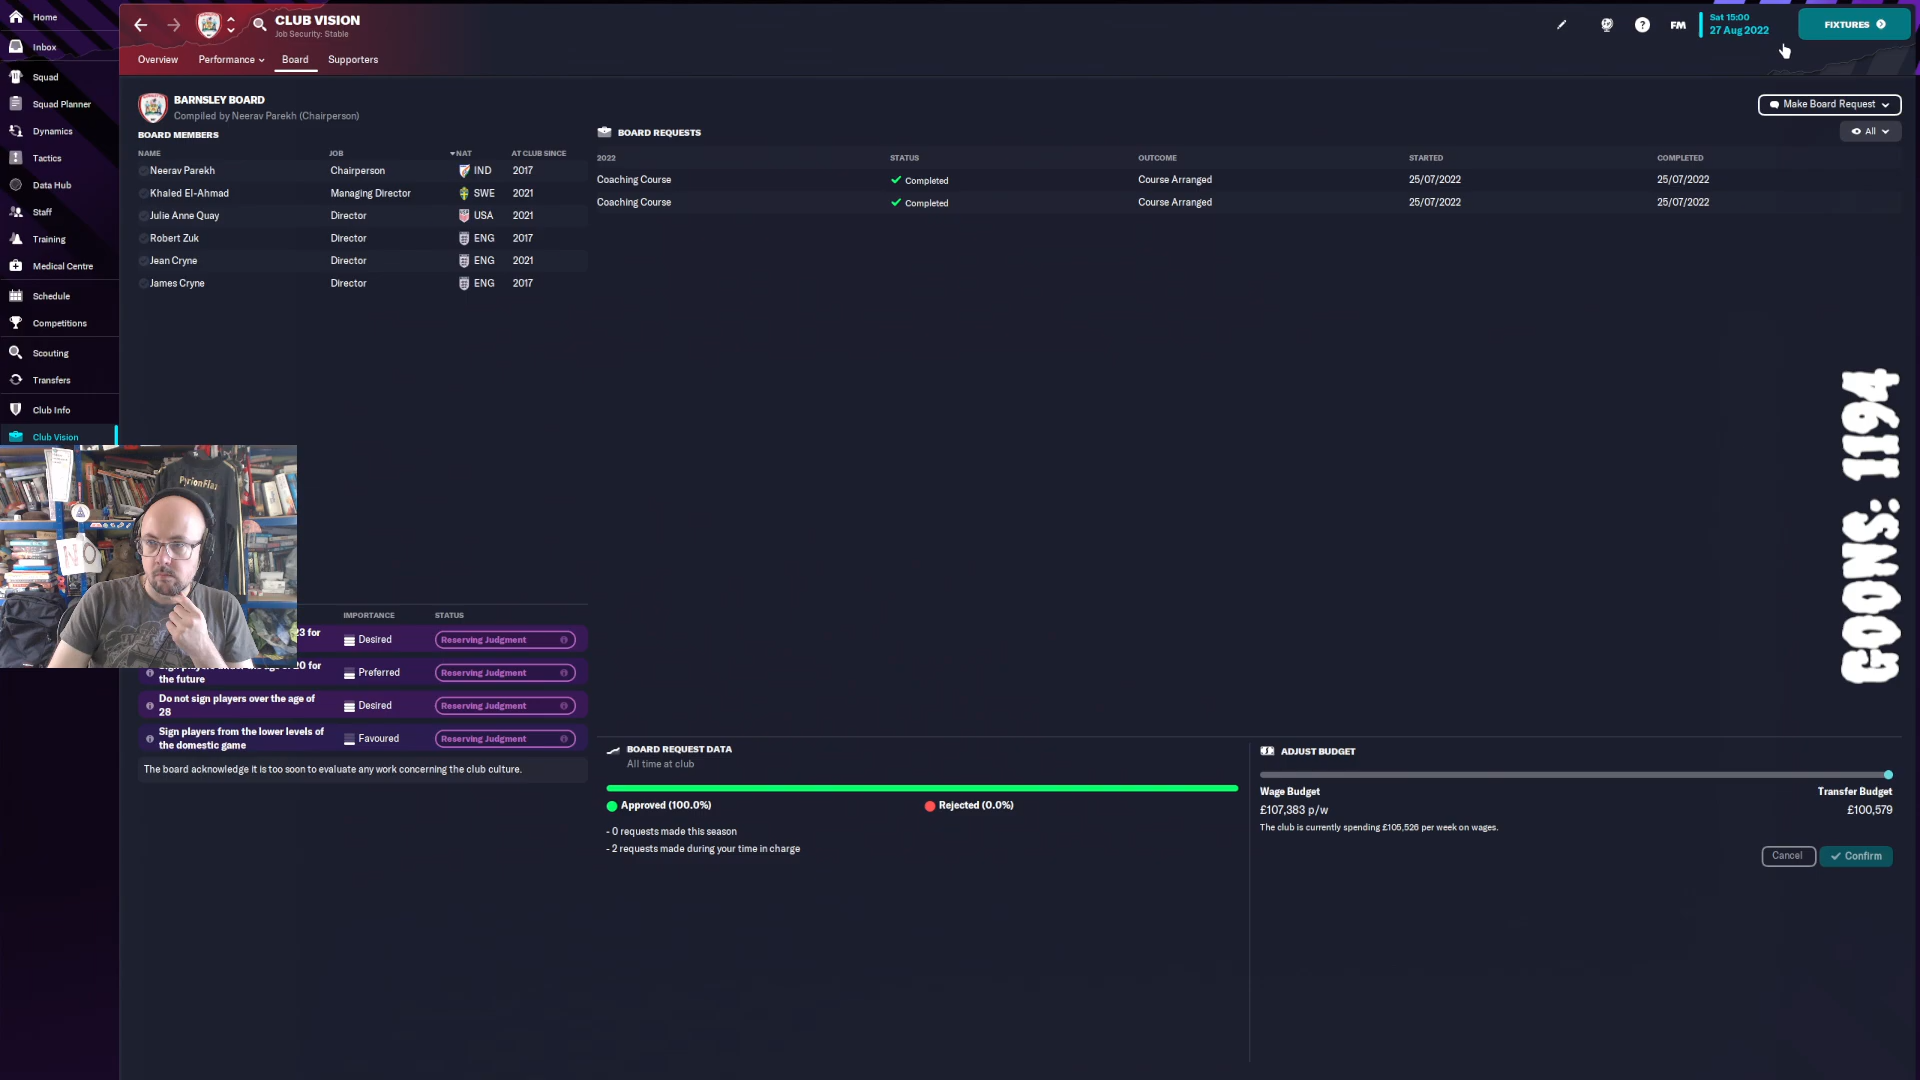 Home
CLUB VISION
Job Security: Stable
FM
Sat 15:00
27 Aug 2022
FIXTURES
Inbox
Overview
Performance
Board
Supporters
Squad
Squad Planner
Dynamics
Tactics
Data Hub
Staff
Training
Medical Centre
Schedule
Competitions
Scouting
Transfers
Club Info
Club Vision
BARNSLEY BOARD
Compiled by Neerav Parekh (Chairperson)
Make Board Request
All
BOARD MEMBERS
NAME JOB NAT AT CLUB SINCE
Neerav Parekh Chairperson IND 2017
Khaled El-Ahmad Managing Director SWE 2021
Julie Anne Quay Director USA 2021
Robert Zuk Director ENG 2017
Jean Cryne Director ENG 2021
James Cryne Director ENG 2017
BOARD REQUESTS
2022 STATUS OUTCOME STARTED COMPLETED
Coaching Course Completed Course Arranged 25/07/2022 25/07/2022
Coaching Course Completed Course Arranged 25/07/2022 25/07/2022
GOONS: 1194
PyrionFlax
IMPORTANCE STATUS
23 for
Desired Reserving Judgment
Sign players under the age of 20 for
the future
Preferred Reserving Judgment
Do not sign players over the age of
28
Desired Reserving Judgment
Sign players from the lower levels of
the domestic game
Favoured Reserving Judgment
The board acknowledge it is too soon to evaluate any work concerning the club culture.
BOARD REQUEST DATA
All time at club
Approved (100.0%) Rejected (0.0%)
- 0 requests made this season
- 2 requests made during your time in charge
ADJUST BUDGET
Wage Budget Transfer Budget
£107,383 p/w £100,579
The club is currently spending £105,526 per week on wages.
Cancel Confirm